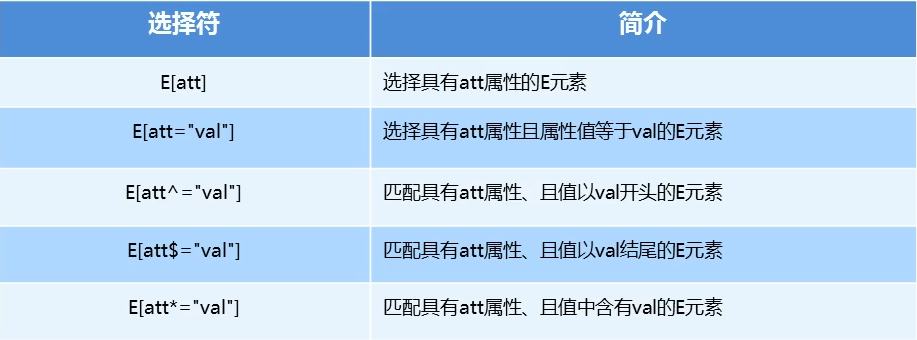 选择符 简介
E[att] 选择具有att属性的E元素
E[att="val"] 选择具有att属性且属性值等于val的E元素
E[att^="val"] 匹配具有att属性、且值以val开头的E元素
E[att$="val"] 匹配具有att属性、且值以val结尾的E元素
E[att*="val"] 匹配具有att属性、且值中含有val的E元素